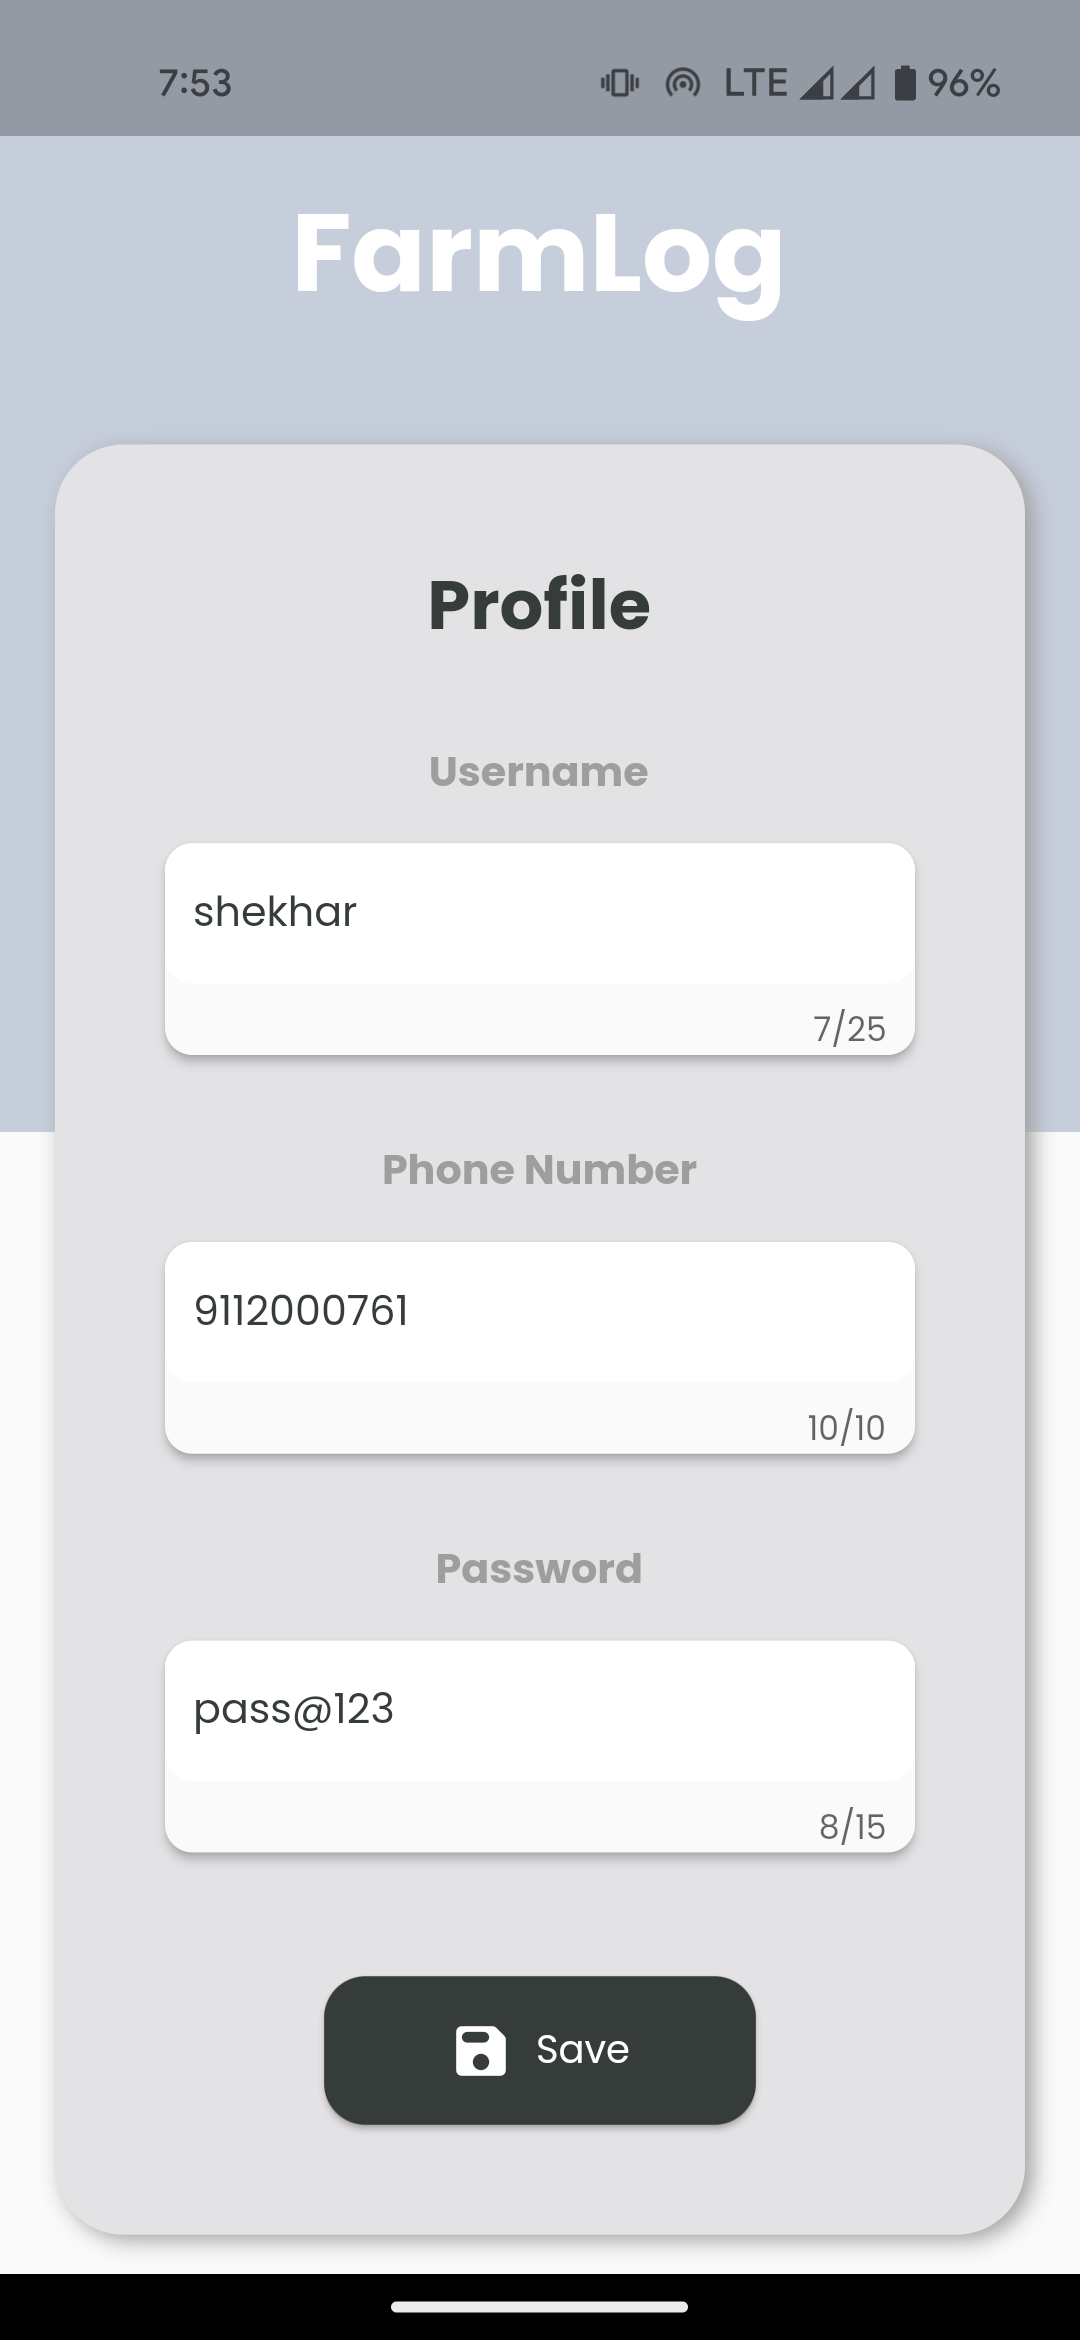 7:53 LTE 96%
FarmLog
Profile
Username
shekhar
7/25
Phone Number
9112000761
10/10
Password
pass@123
8/15
Save